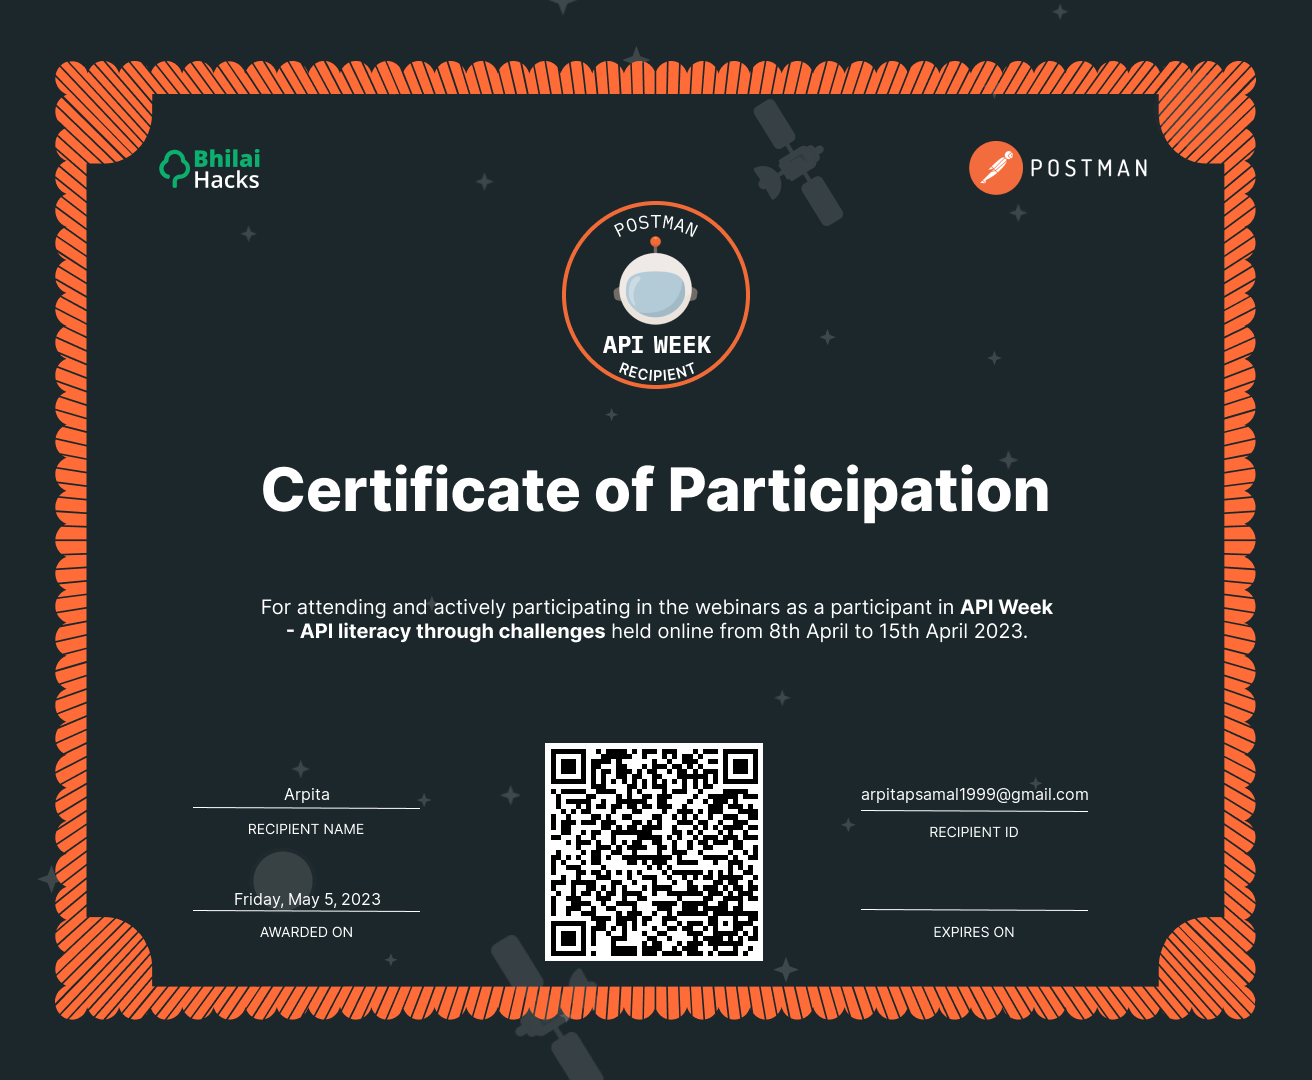 Bhilai
Hacks
POSTMAN
POSTMAN
API WEEK
RECIPIENT
Certificate of Participation
For attending and actively participating in the webinars as a participant in API Week
- API literacy through challenges held online from 8th April to 15th April 2023.
Arpita
RECIPIENT NAME
arpitapsamal1999@gmail.com
RECIPIENT ID
Friday, May 5, 2023
AWARDED ON
EXPIRES ON